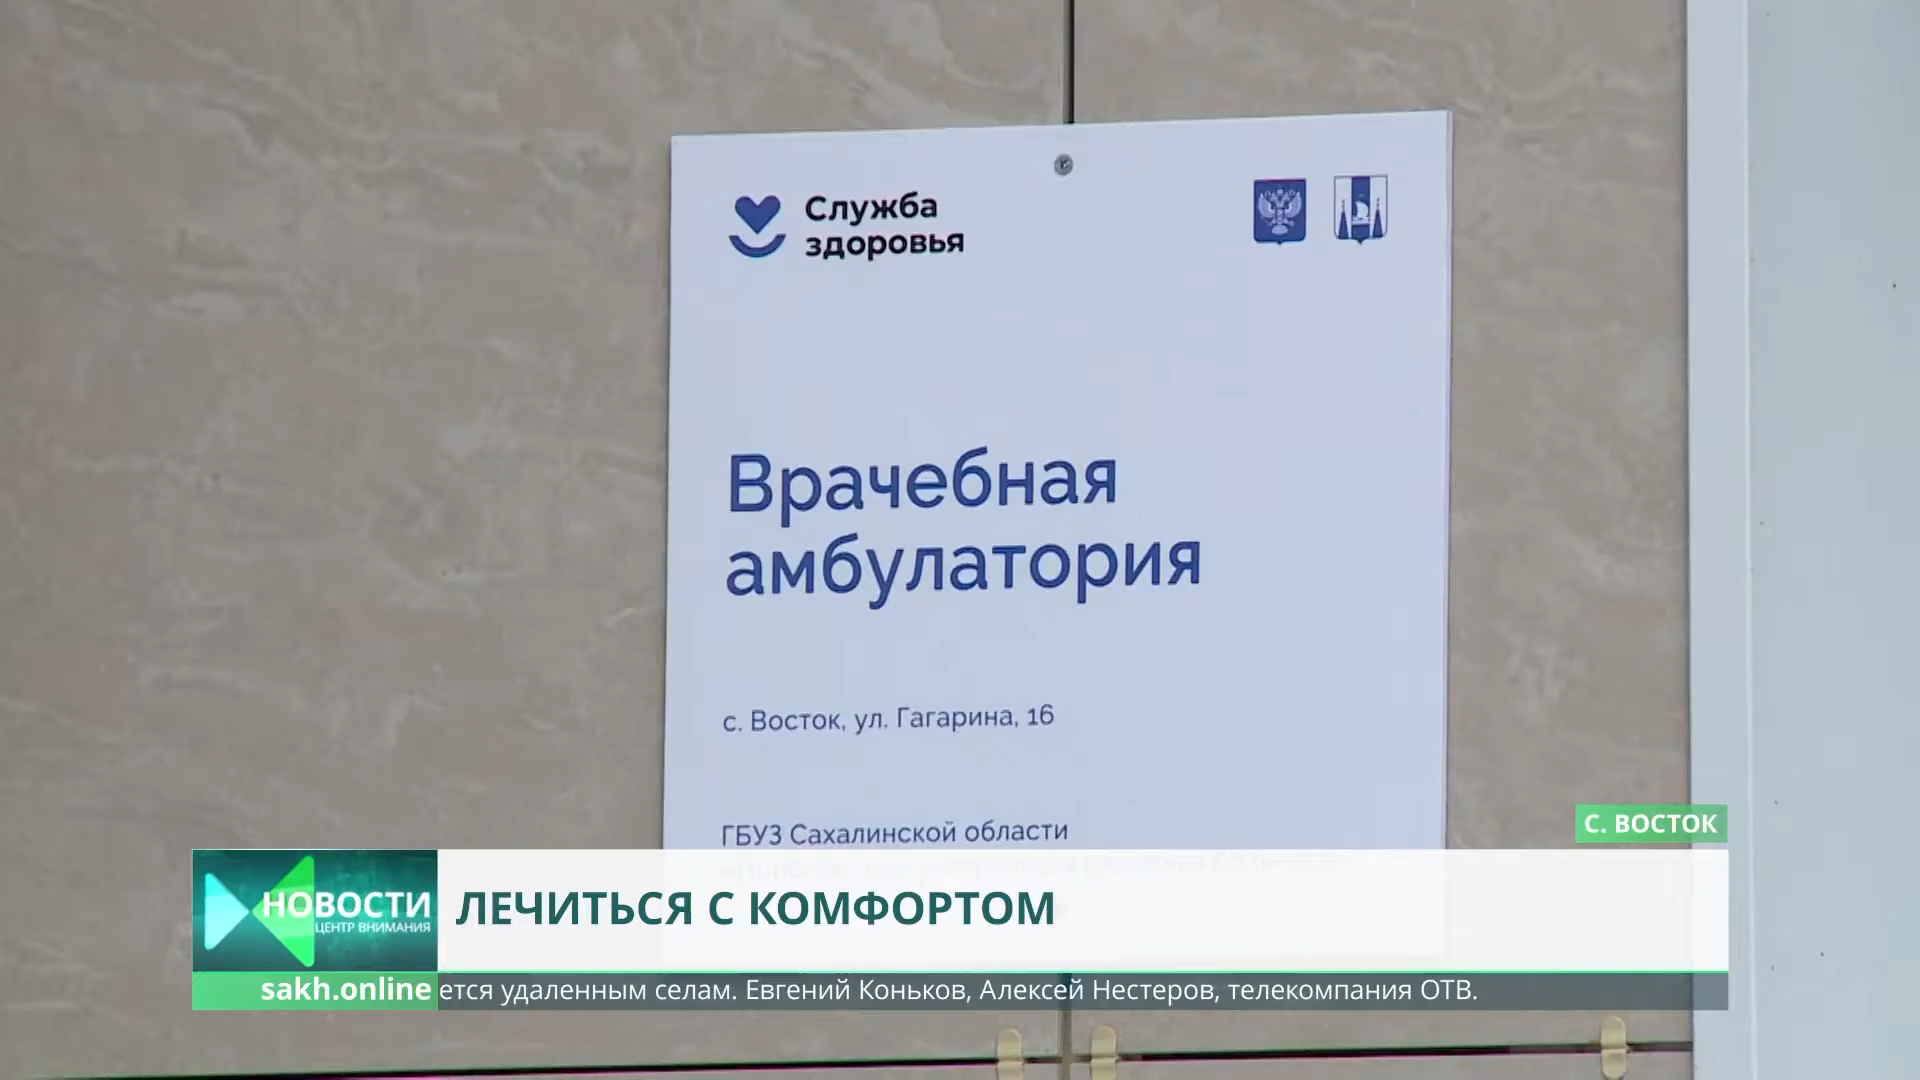 Служба
здоровья
Врачебная
амбулатория
с. Восток, ул. Гагарина, 16
ГБУЗ Сахалинской области
С. ВОСТОК
НОВОСТИ
ЦЕНТР ВНИМАНИЯ
ЛЕЧИТЬСЯ С КОМФОРТОМ
sakh.online
ется удаленным селам. Евгений Коньков, Алексей Нестеров, телекомпания ОТВ.